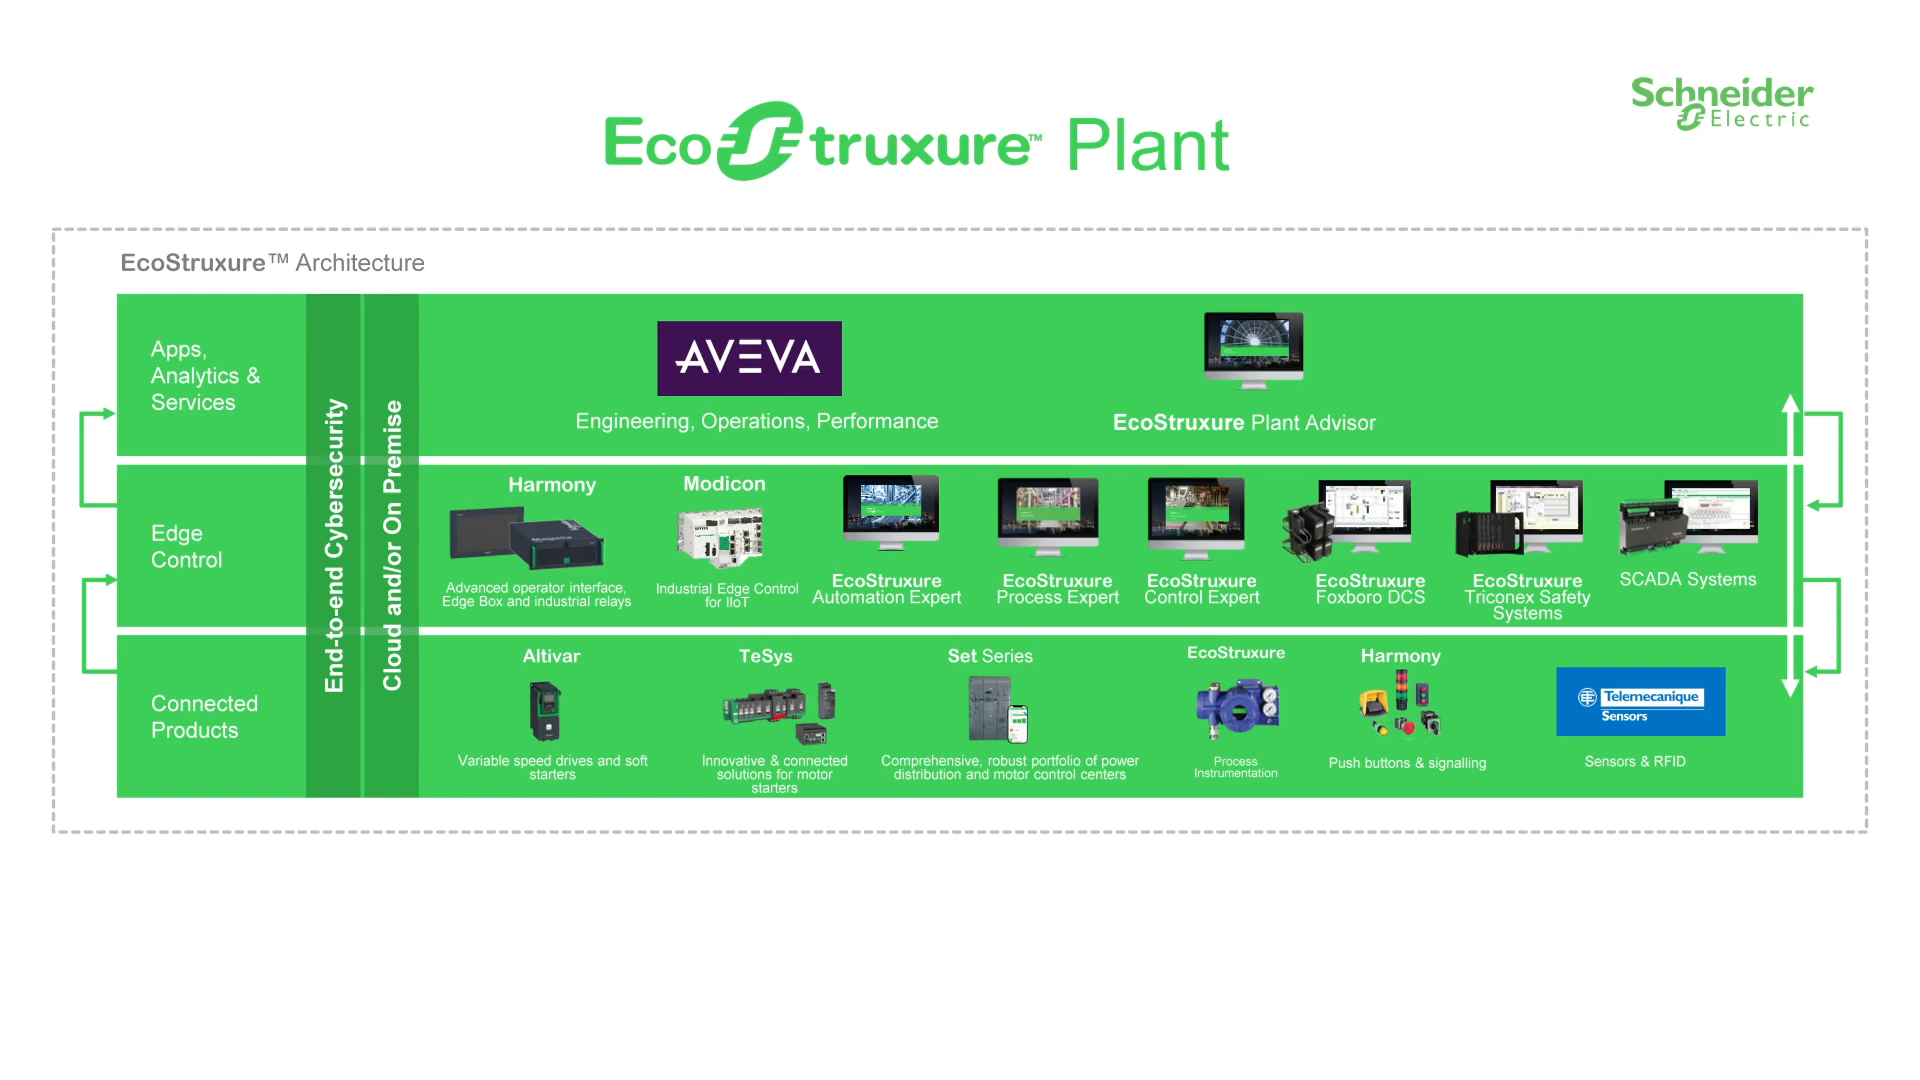 Schneider
Electric
EcoStruxure™ Plant
EcoStruxure™ Architecture
Apps,
Analytics &
Services
End-to-end Cybersecurity
Cloud and/or On Premise
AVEVA
Engineering, Operations, Performance
EcoStruxure Plant Advisor
Edge
Control
Harmony
Advanced operator interface,
Edge Box and industrial relays
Modicon
Industrial Edge Control
for IIoT
EcoStruxure
Automation Expert
EcoStruxure
Process Expert
EcoStruxure
Control Expert
EcoStruxure
Foxboro DCS
EcoStruxure
Triconex Safety
Systems
SCADA Systems
Connected
Products
Altivar
Variable speed drives and soft
starters
TeSys
Innovative & connected
solutions for motor
starters
Set Series
Comprehensive, robust portfolio of power
distribution and motor control centers
EcoStruxure
Process
Instrumentation
Harmony
Push buttons & signalling
Telemecanique
Sensors
Sensors & RFID